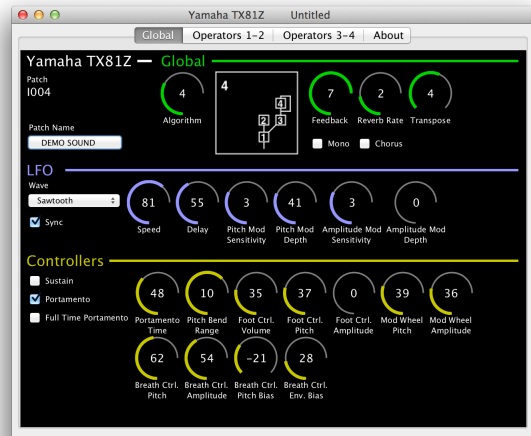 Yamaha TX81Z Untitled
Global Operators 1-2 Operators 3-4 About
Yamaha TX81Z Global
Patch
I004
4
4
4
3
2
1
7
2
4
Algorithm
Feedback
Reverb Rate
Transpose
Patch Name
DEMO SOUND
Mono
Chorus
LFO
Wave
Sawtooth
Sync
81
55
3
41
3
0
Speed
Delay
Pitch Mod
Sensitivity
Pitch Mod
Depth
Amplitude Mod
Sensitivity
Amplitude Mod
Depth
Controllers
Sustain
Portamento
Full Time Portamento
48
10
35
37
0
39
36
Portamento
Time
Pitch Bend
Range
Foot Ctrl.
Volume
Foot Ctrl.
Pitch
Foot Ctrl.
Amplitude
Mod Wheel
Pitch
Mod Wheel
Amplitude
62
54
-21
28
Breath Ctrl.
Pitch
Breath Ctrl.
Amplitude
Breath Ctrl.
Pitch Bias
Breath Ctrl.
Env. Bias